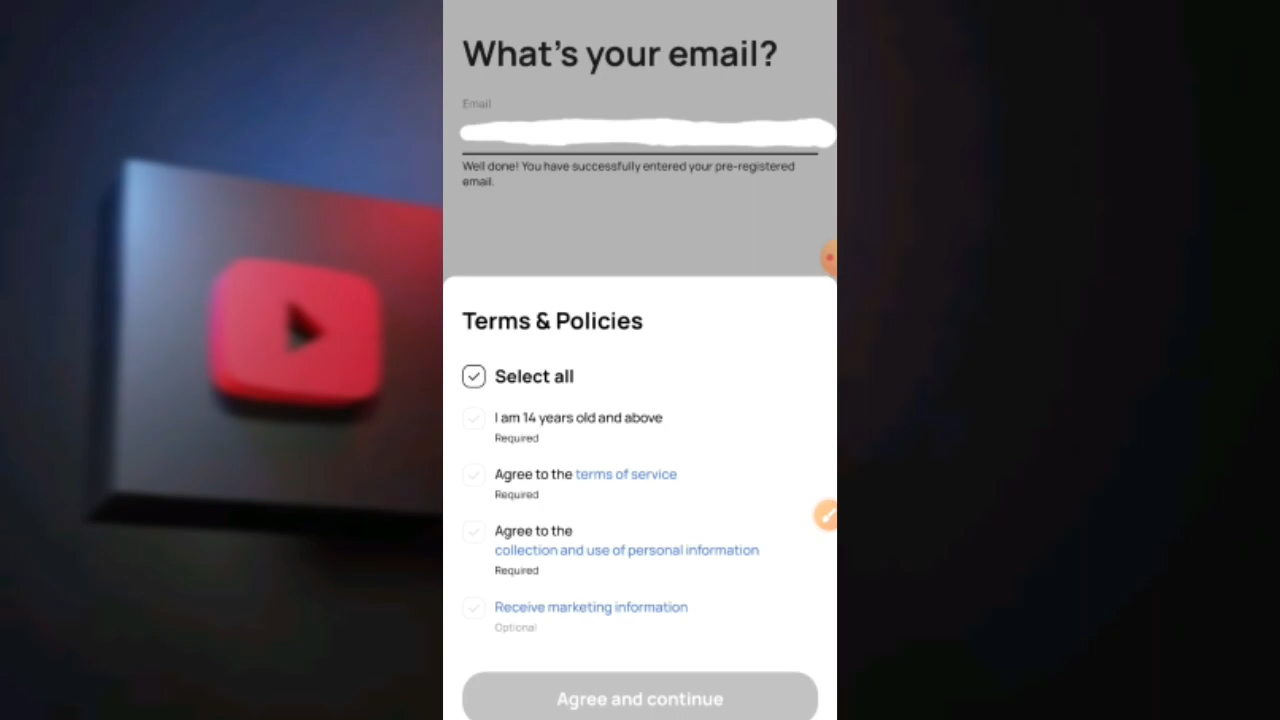 What's your email?
Email
Well done! You have successfully entered your pre-registered
email.
Terms & Policies
Select all
I am 14 years old and above
Required
Agree to the terms of service
Required
Agree to the
collection and use of personal information
Required
Receive marketing information
Optional
Agree and continue